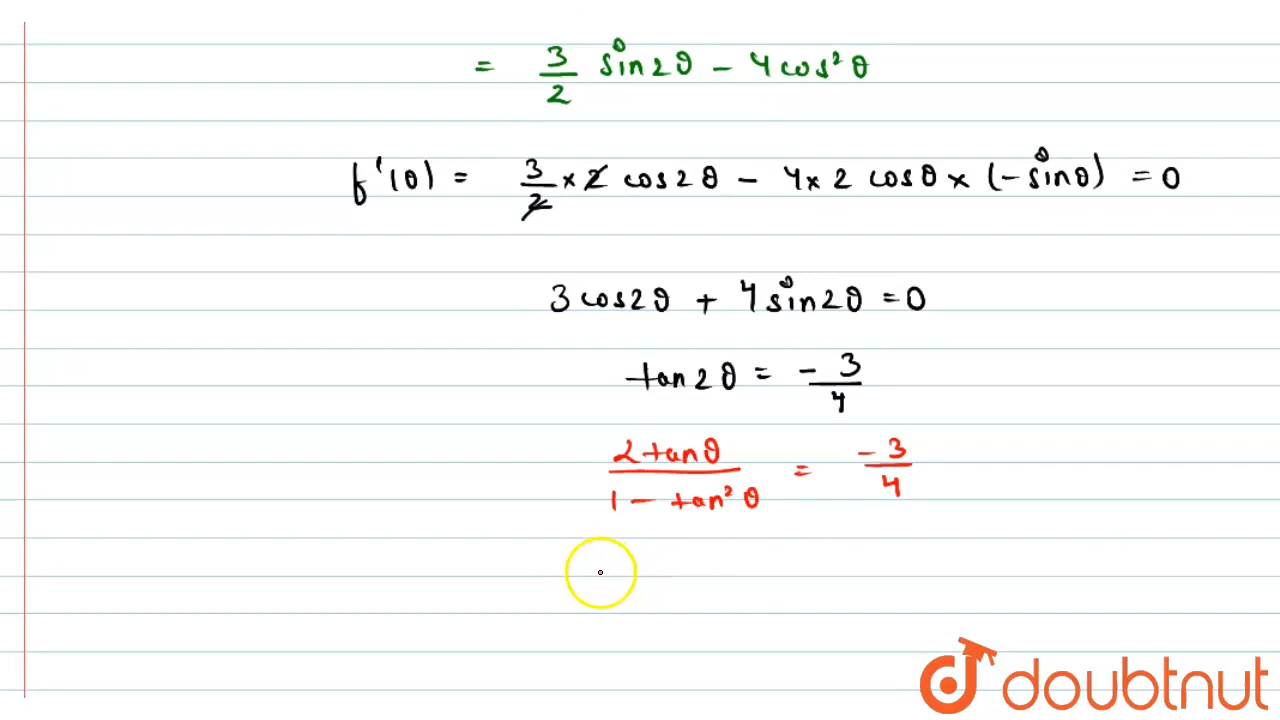 = 3/2 sin2θ - 4cos²θ
f'(θ) = 3/2 × 2 cos2θ - 4×2 cosθ × (-sinθ) = 0
3cos2θ + 4sin2θ = 0
tan2θ = -3/4
2tanθ/1-tan²θ = -3/4
doubtnut